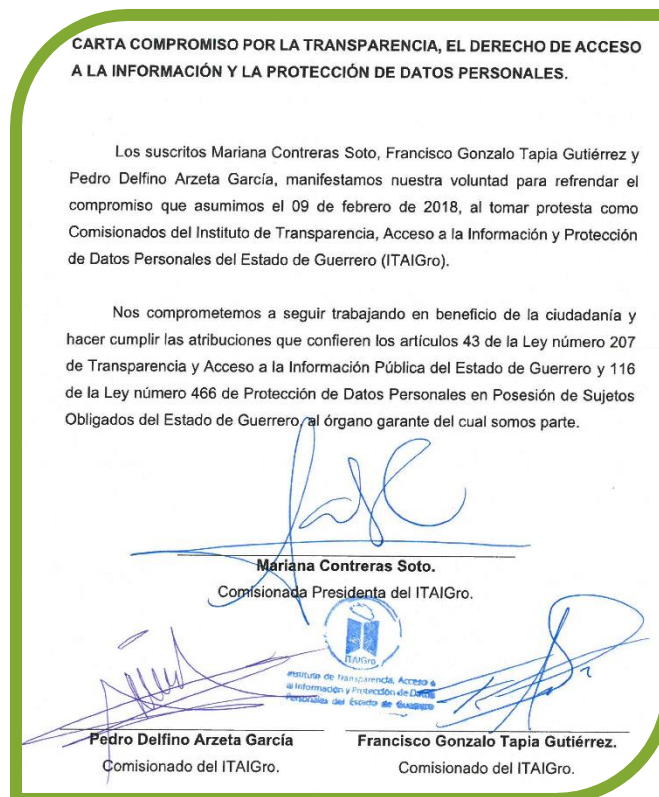 CARTA COMPROMISO POR LA TRANSPARENCIA, EL DERECHO DE ACCESO
A LA INFORMACIÓN Y LA PROTECCIÓN DE DATOS PERSONALES.
Los suscritos Mariana Contreras Soto, Francisco Gonzalo Tapia Gutiérrez y
Pedro Delfino Arzeta García, manifestamos nuestra voluntad para refrendar el
compromiso que asumimos el 09 de febrero de 2018, al tomar protesta como
Comisionados del Instituto de Transparencia, Acceso a la Información y Protección
de Datos Personales del Estado de Guerrero (ITAIGro).
Nos comprometemos a seguir trabajando en beneficio de la ciudadanía y
hacer cumplir las atribuciones que confieren los artículos 43 de la Ley número 207
de Transparencia y Acceso a la Información Pública del Estado de Guerrero y 116
de la Ley número 466 de Protección de Datos Personales en Posesión de Sujetos
Obligados del Estado de Guerrero, al órgano garante del cual somos parte.
Mariana Contreras Soto.
Comisionada Presidenta del ITAIGro.
ITAIGro
Instituto de Transparencia, Acceso a
la Información y Protección de Datos
Personales del Estado de Guerrero
Pedro Delfino Arzeta García
Comisionado del ITAIGro.
Francisco Gonzalo Tapia Gutiérrez.
Comisionado del ITAIGro.